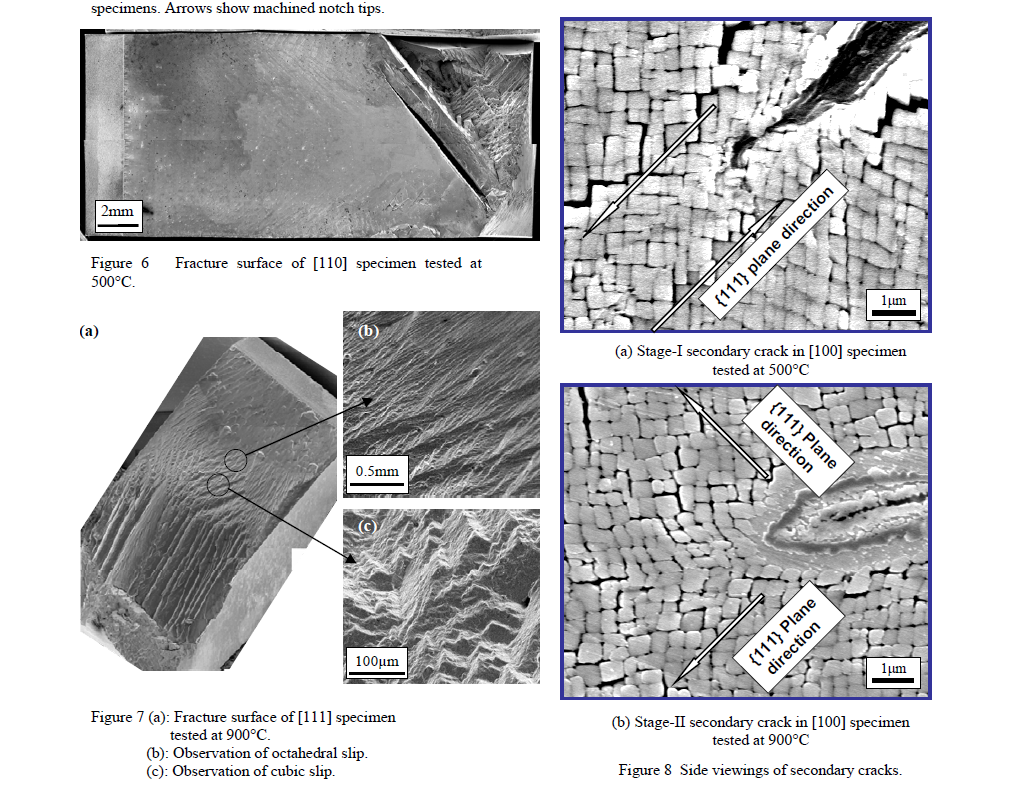 specimens. Arrows show machined notch tips.
2mm
Figure 6 Fracture surface of [110] specimen tested at
500°C.
(a)
(b)
0.5mm
(c)
100μm
Figure 7 (a): Fracture surface of [111] specimen
tested at 900°C.
(b): Observation of octahedral slip.
(c): Observation of cubic slip.
{111} plane direction
1μm
(a) Stage-I secondary crack in [100] specimen
tested at 500°C
{111} Plane
direction
{111} Plane
direction
1μm
(b) Stage-II secondary crack in [100] specimen
tested at 900°C
Figure 8 Side viewings of secondary cracks.